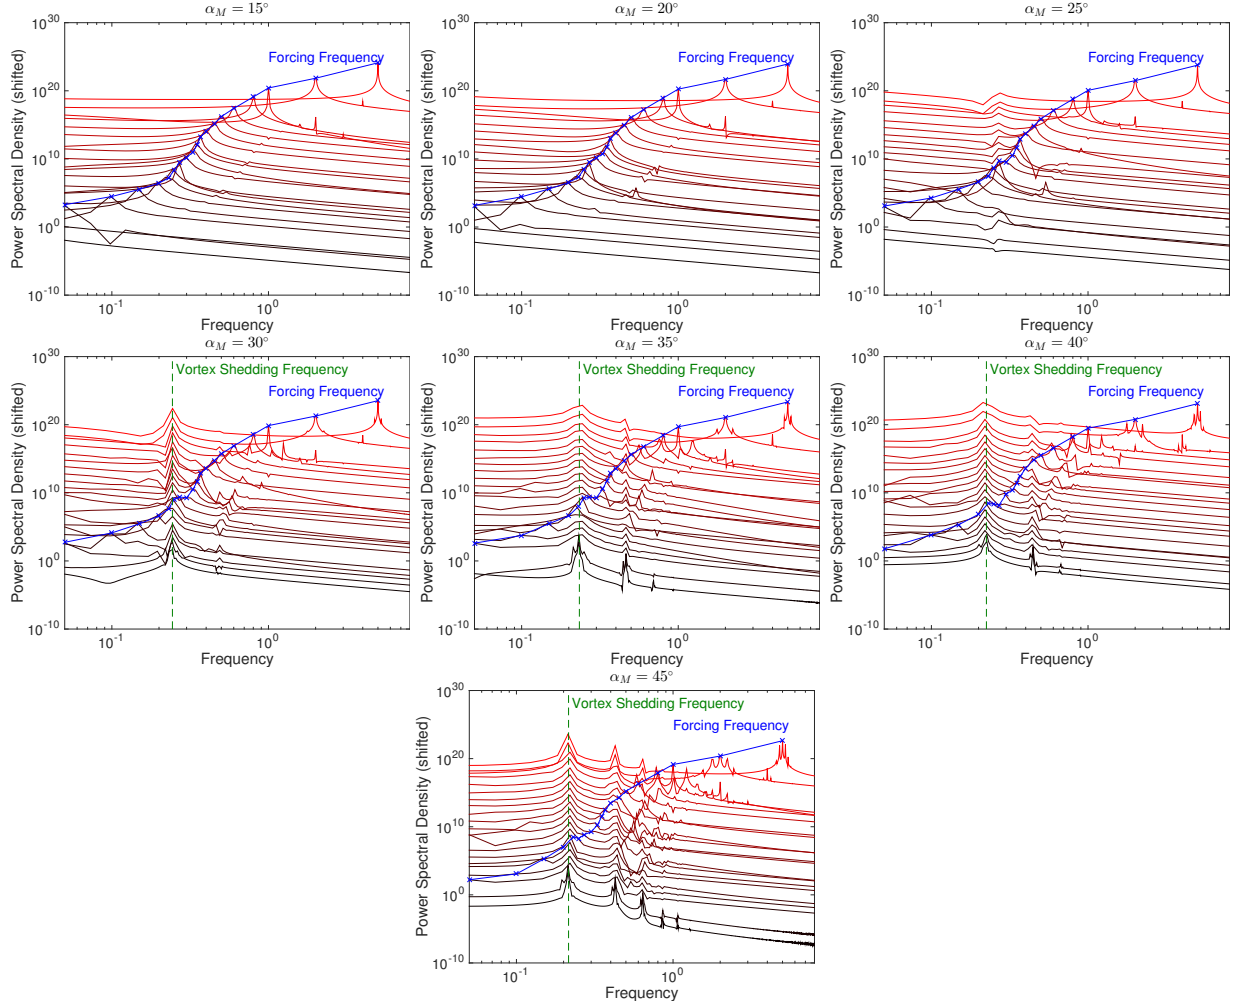 α_M = 15°
α_M = 20°
α_M = 25°
10^30
10^20
10^10
10^0
10^-10
Power Spectral Density (shifted)
Forcing Frequency
10^-1
10^0
Frequency
10^30
10^20
10^10
10^0
10^-10
Power Spectral Density (shifted)
Forcing Frequency
10^-1
10^0
Frequency
10^30
10^20
10^10
10^0
10^-10
Power Spectral Density (shifted)
Forcing Frequency
10^-1
10^0
Frequency
α_M = 30°
α_M = 35°
α_M = 40°
10^30
10^20
10^10
10^0
10^-10
Power Spectral Density (shifted)
Vortex Shedding Frequency
Forcing Frequency
10^-1
10^0
Frequency
10^30
10^20
10^10
10^0
10^-10
Power Spectral Density (shifted)
Vortex Shedding Frequency
Forcing Frequency
10^-1
10^0
Frequency
10^30
10^20
10^10
10^0
10^-10
Power Spectral Density (shifted)
Vortex Shedding Frequency
Forcing Frequency
10^-1
10^0
Frequency
α_M = 45°
10^30
10^20
10^10
10^0
10^-10
Power Spectral Density (shifted)
Vortex Shedding Frequency
Forcing Frequency
10^-1
10^0
Frequency